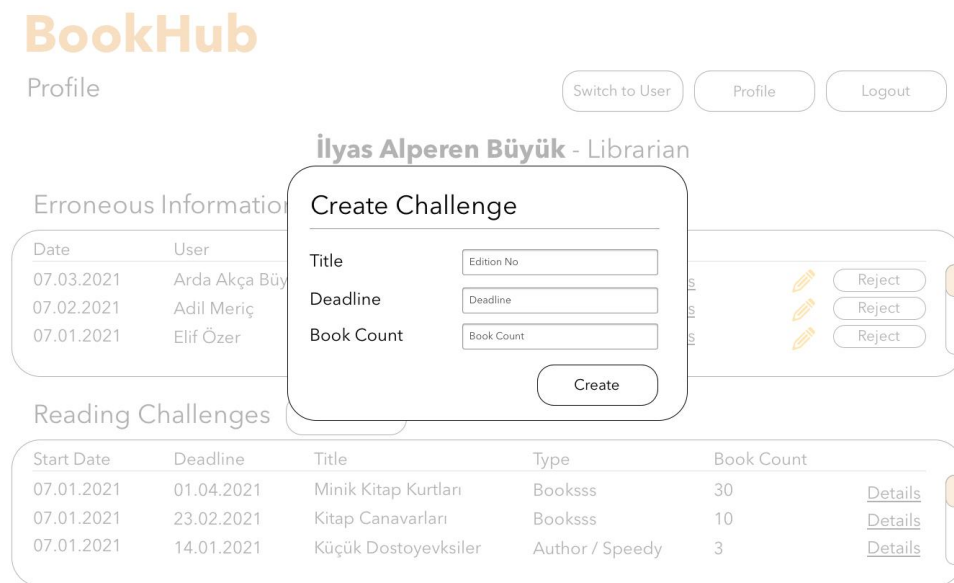 BookHub
Profile
Switch to User
Profile
Logout
İlyas Alperen Büyük - Librarian
Erroneous Information
Create Challenge
Date
User
Title
Edition No
07.03.2021
Arda Akça Büy
Reject
Deadline
Deadline
07.02.2021
Adil Meriç
Reject
Book Count
Book Count
07.01.2021
Elif Özer
Reject
Create
Reading Challenges
Start Date Deadline Title Type Book Count
07.01.2021 01.04.2021 Minik Kitap Kurtları Booksss 30 Details
07.01.2021 23.02.2021 Kitap Canavarları Booksss 10 Details
07.01.2021 14.01.2021 Küçük Dostoyevksiler Author / Speedy 3 Details